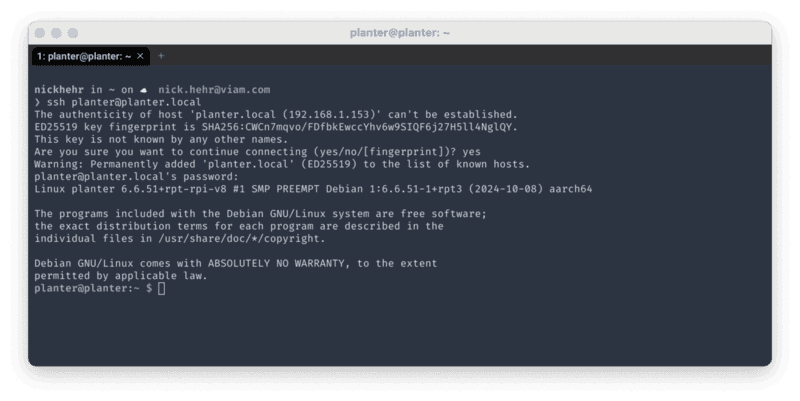 planter@planter: ~
1: planter@planter: ~ × +
nickhehr in ~ on ☁ nick.hehr@viam.com
❯ ssh planter@planter.local
The authenticity of host 'planter.local (192.168.1.153)' can't be established.
ED25519 key fingerprint is SHA256:CWCn7mqvo/FDfbkEwccYhv6w9SIQF6j27H5ll4NglQY.
This key is not known by any other names.
Are you sure you want to continue connecting (yes/no/[fingerprint])? yes
Warning: Permanently added 'planter.local' (ED25519) to the list of known hosts.
planter@planter.local's password:
Linux planter 6.6.51+rpt-rpi-v8 #1 SMP PREEMPT Debian 1:6.6.51-1+rpt3 (2024-10-08) aarch64
The programs included with the Debian GNU/Linux system are free software;
the exact distribution terms for each program are described in the
individual files in /usr/share/doc/*/copyright.
Debian GNU/Linux comes with ABSOLUTELY NO WARRANTY, to the extent
permitted by applicable law.
planter@planter:~ $